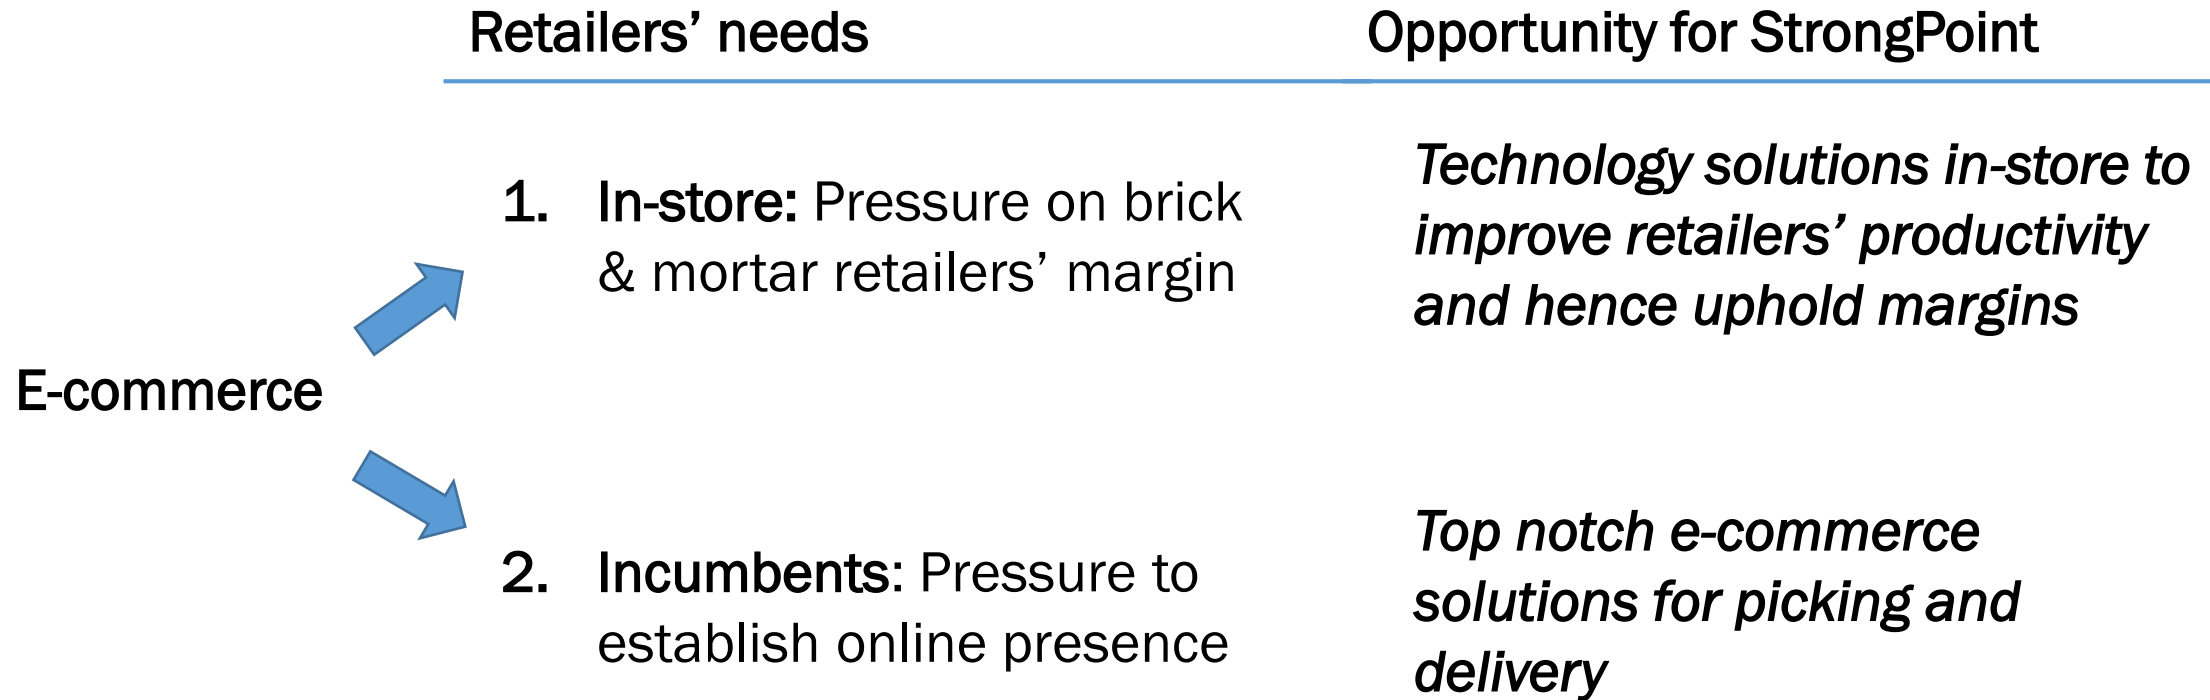 Retailers’ needs
Opportunity for StrongPoint
E-commerce
1. In-store: Pressure on brick
& mortar retailers’ margin
Technology solutions in-store to
improve retailers’ productivity
and hence uphold margins
2. Incumbents: Pressure to
establish online presence
Top notch e-commerce
solutions for picking and
delivery